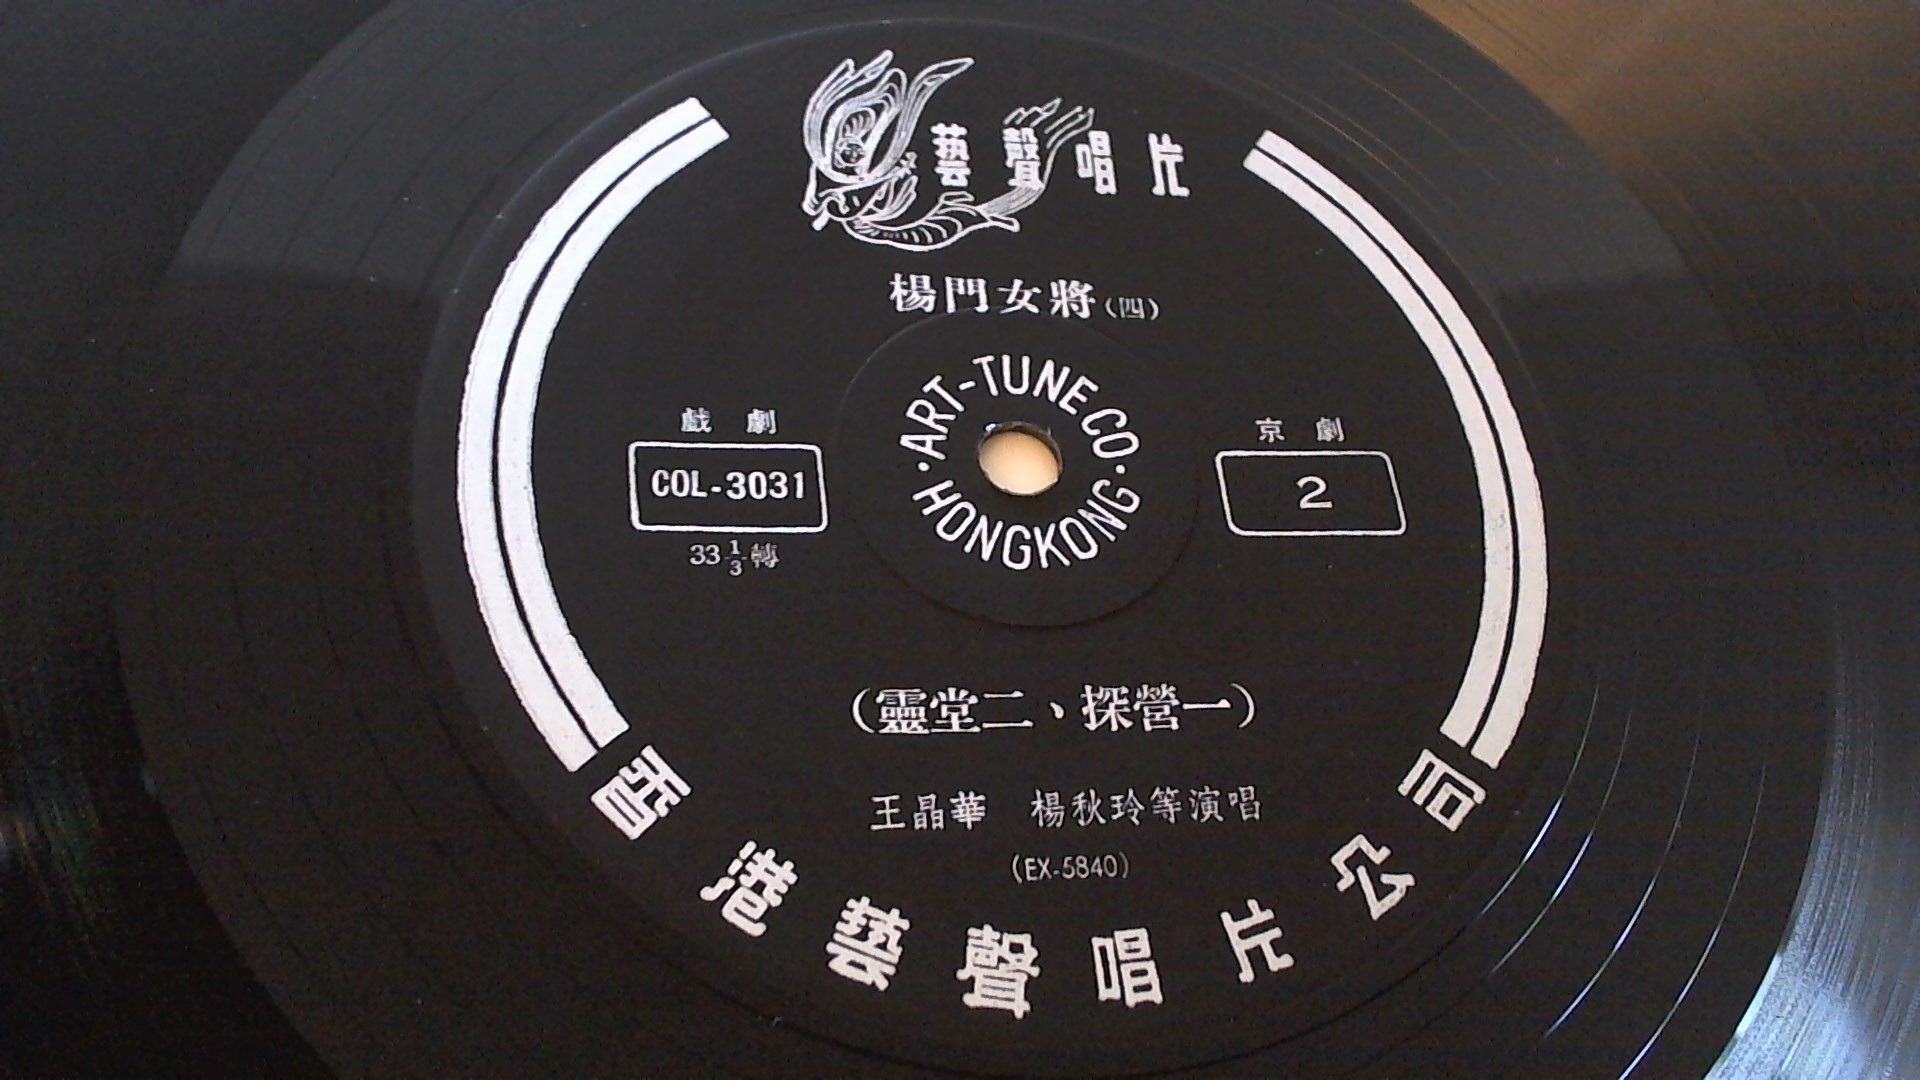 藝聲唱片
楊門女將(四)
ART-TUNE CO.
HONGKONG
戲劇
COL-3031
33 1/3 轉
京劇
2
(靈堂二、探營一)
王晶華 楊秋玲等演唱
(EX-5840)
香港藝聲唱片公司